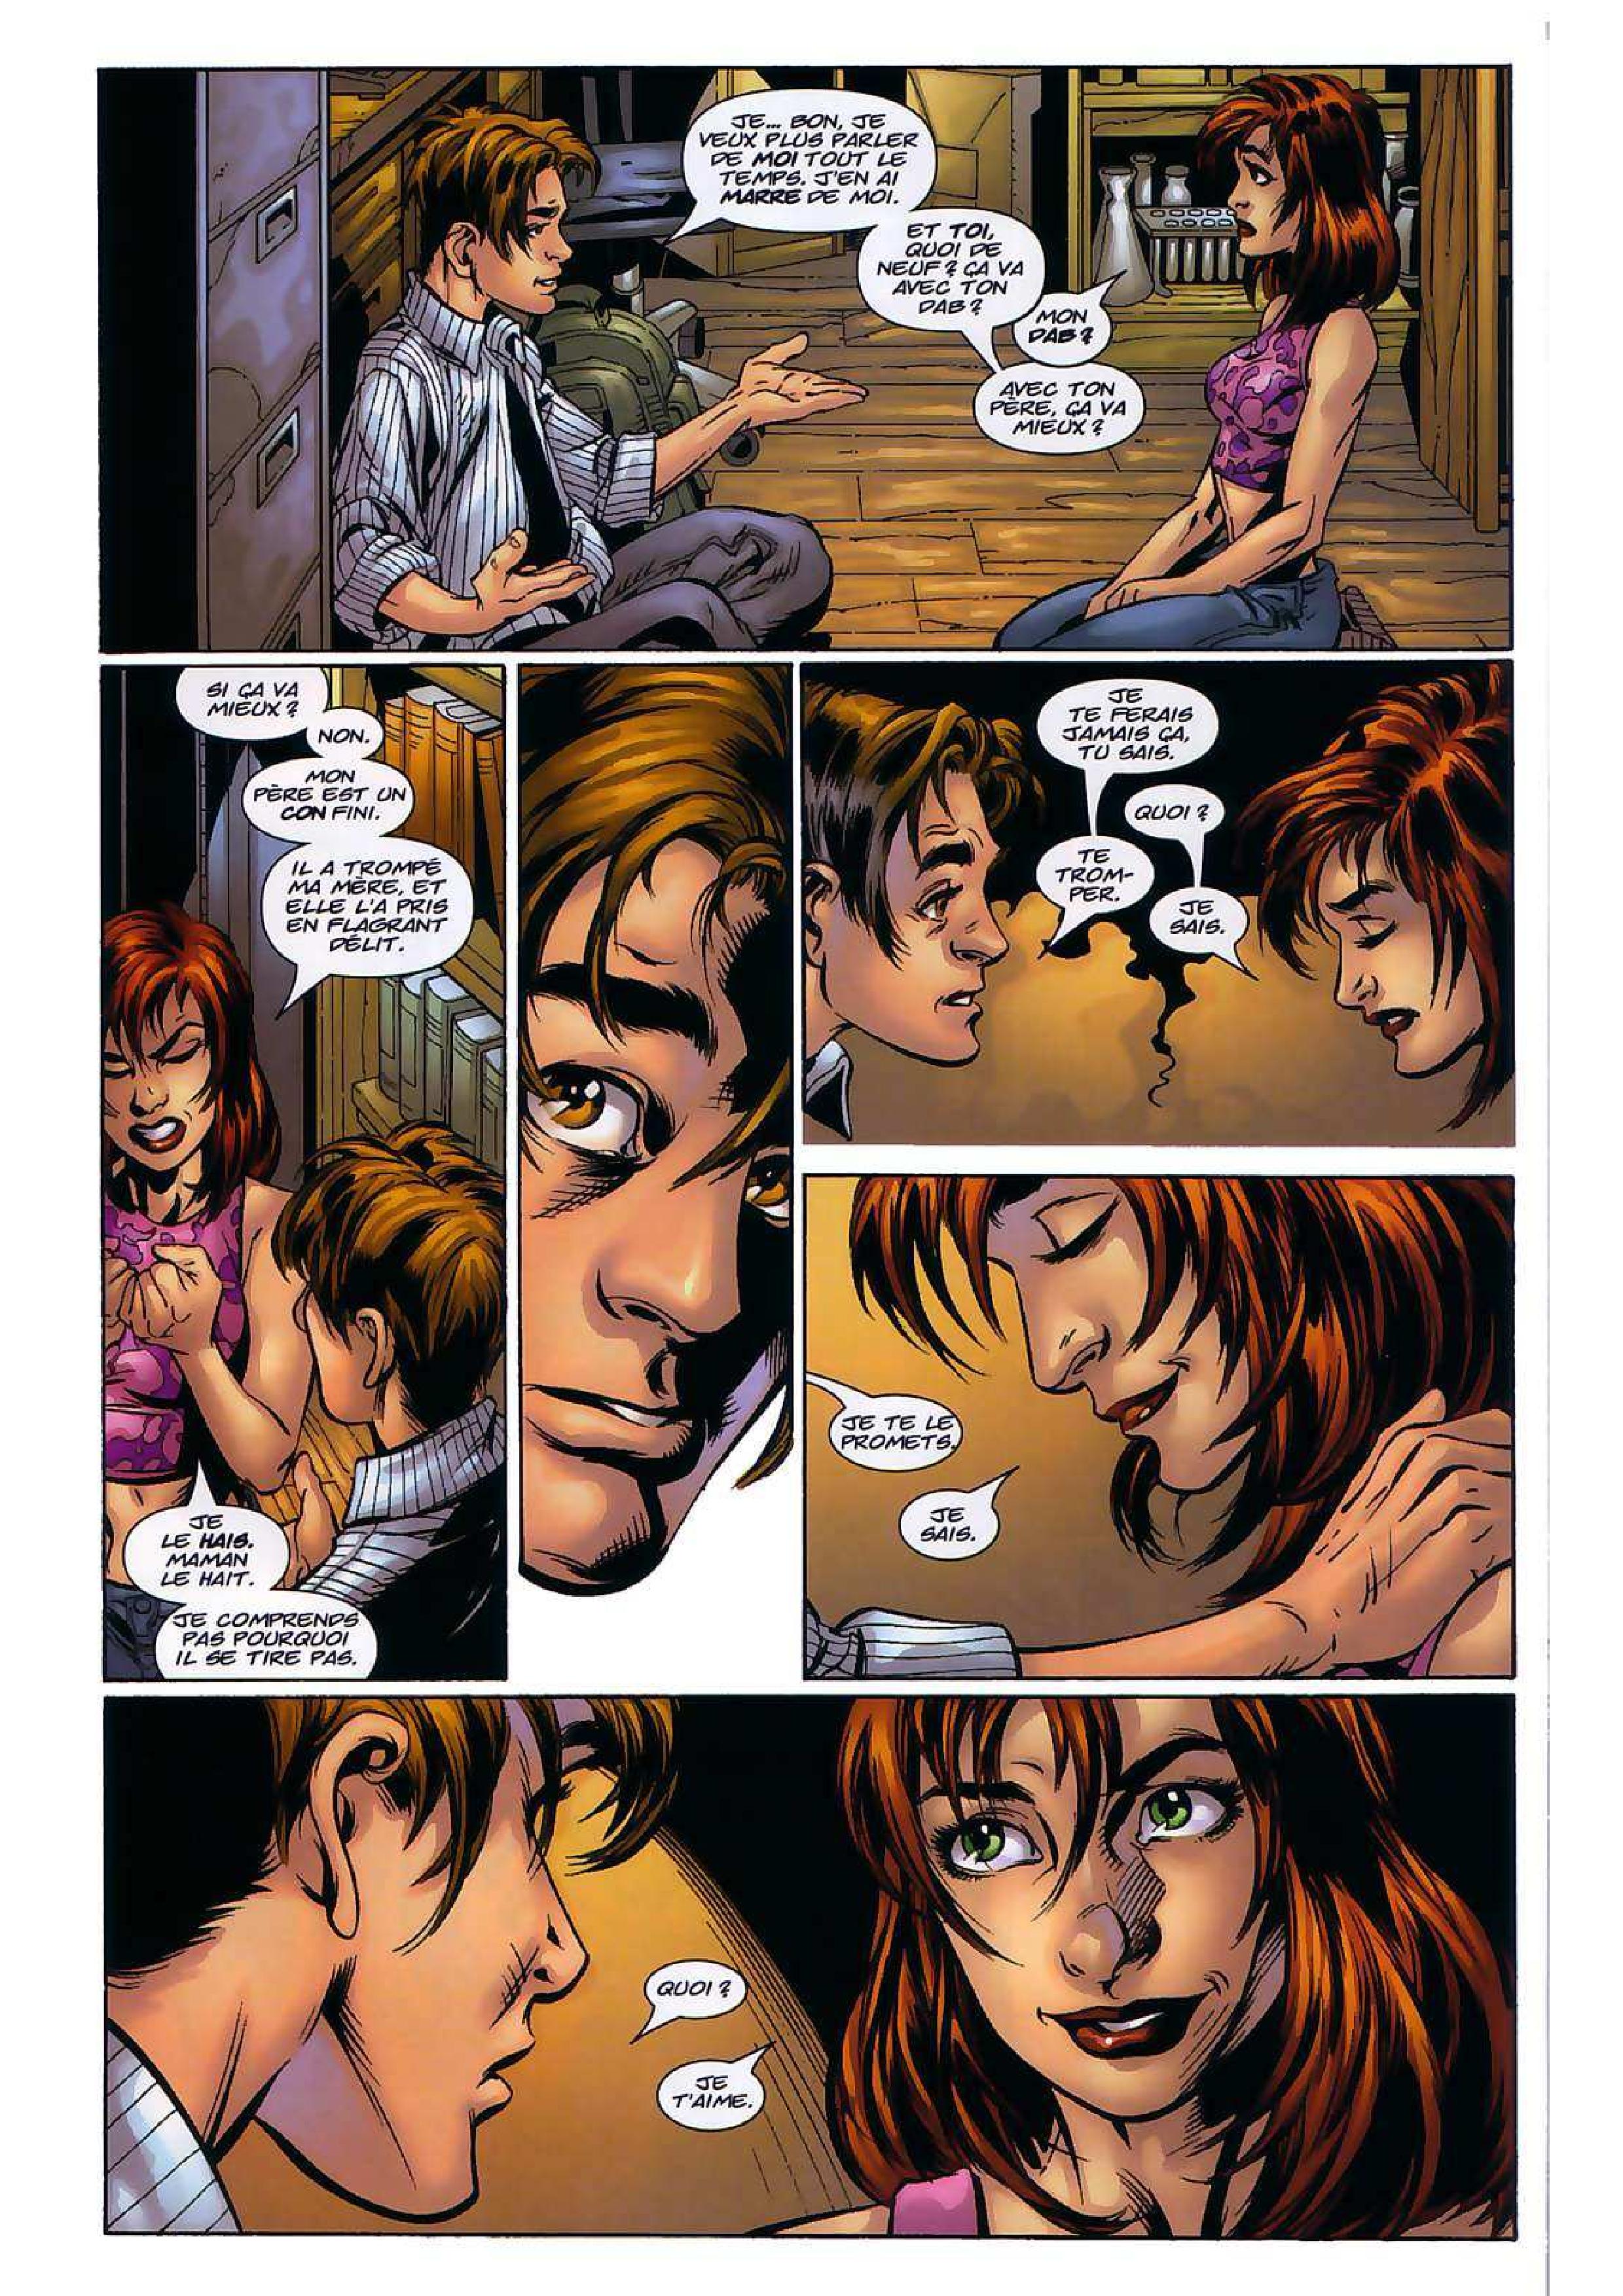 JE... BON, JE
VEUX PLUS PARLER
DE MOI TOUT LE
TEMPS. J'EN AI
MARRE DE MOI.
ET TOI,
QUOI DE
NEUF ? ÇA VA
AVEC TON
DAB ?
MON
DAB ?
AVEC TON
PÈRE, ÇA VA
MIEUX ?
SI ÇA VA
MIEUX ?
NON.
MON
PÈRE EST UN
CON FINI.
IL A TROMPÉ
MA MÈRE, ET
ELLE L'A PRIS
EN FLAGRANT
DÉLIT.
JE
LE HAIS.
MAMAN
LE HAIT.
JE COMPRENDS
PAS POURQUOI
IL SE TIRE PAS.
JE
TE FERAIS
JAMAIS ÇA,
TU SAIS.
QUOI ?
TE
TROM-
PER.
JE
SAIS.
JE TE LE
PROMETS.
JE
SAIS.
QUOI ?
JE
T'AIME.